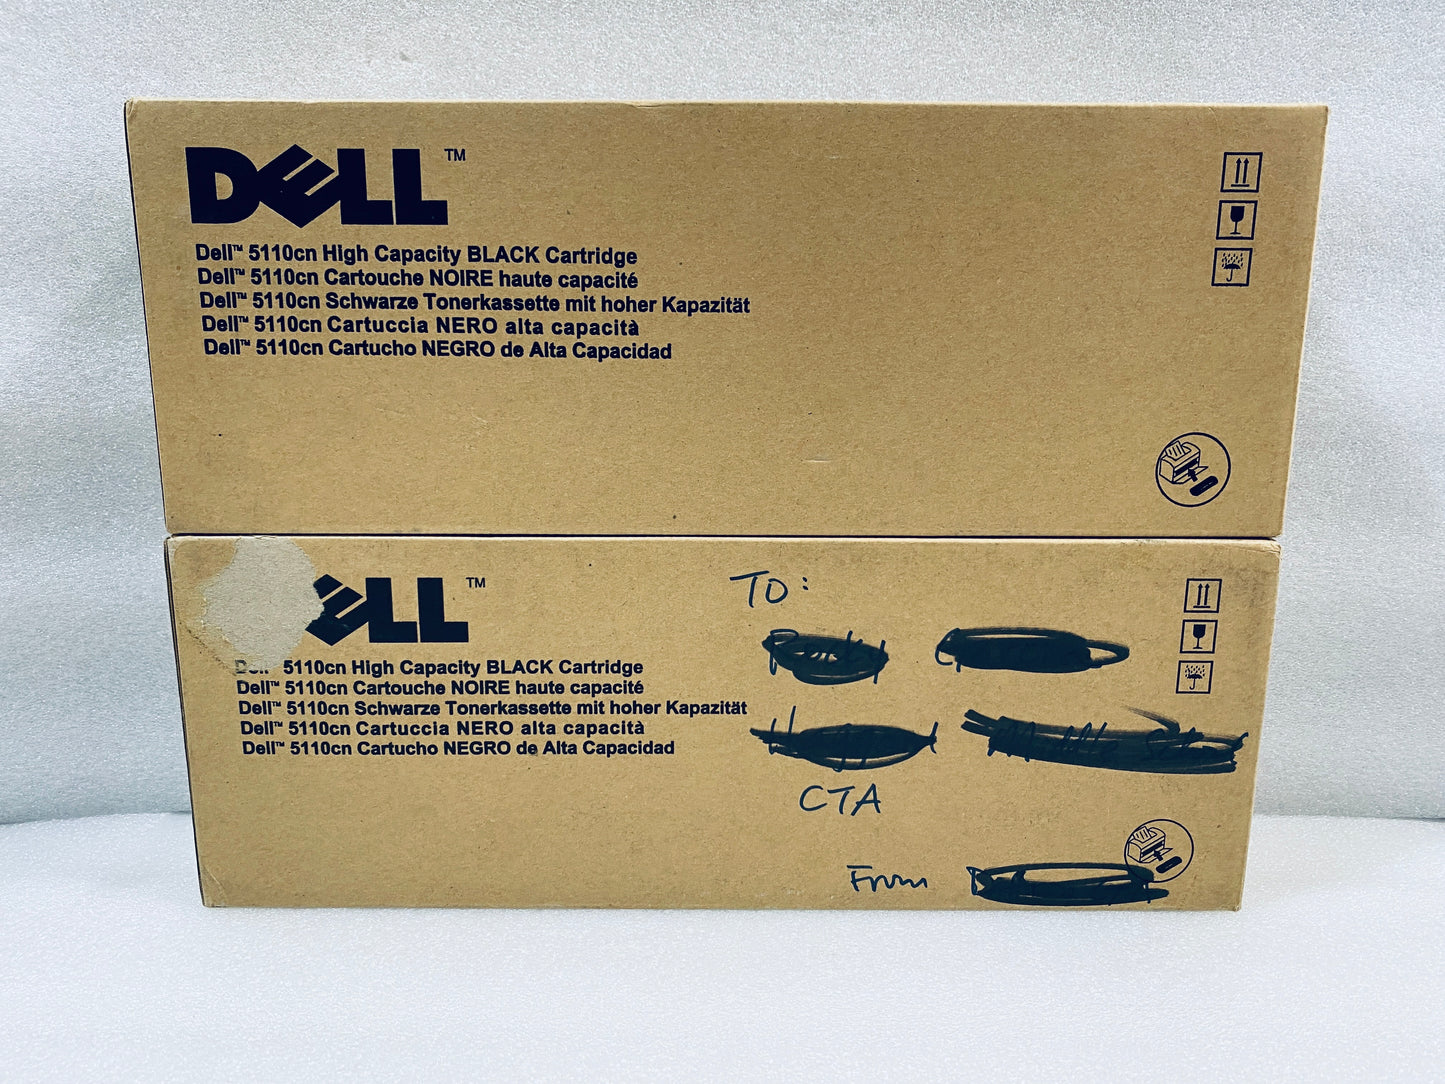 DELL™
Dell™ 5110cn High Capacity BLACK Cartridge
Dell™ 5110cn Cartouche NOIRE haute capacité
Dell™ 5110cn Schwarze Tonerkassette mit hoher Kapazität
Dell™ 5110cn Cartuccia NERO alta capacità
Dell™ 5110cn Cartucho NEGRO de Alta Capacidad
ELL™
Dell™ 5110cn High Capacity BLACK Cartridge
Dell™ 5110cn Cartouche NOIRE haute capacité
Dell™ 5110cn Schwarze Tonerkassette mit hoher Kapazität
Dell™ 5110cn Cartuccia NERO alta capacità
Dell™ 5110cn Cartucho NEGRO de Alta Capacidad
TO:
CTA
From